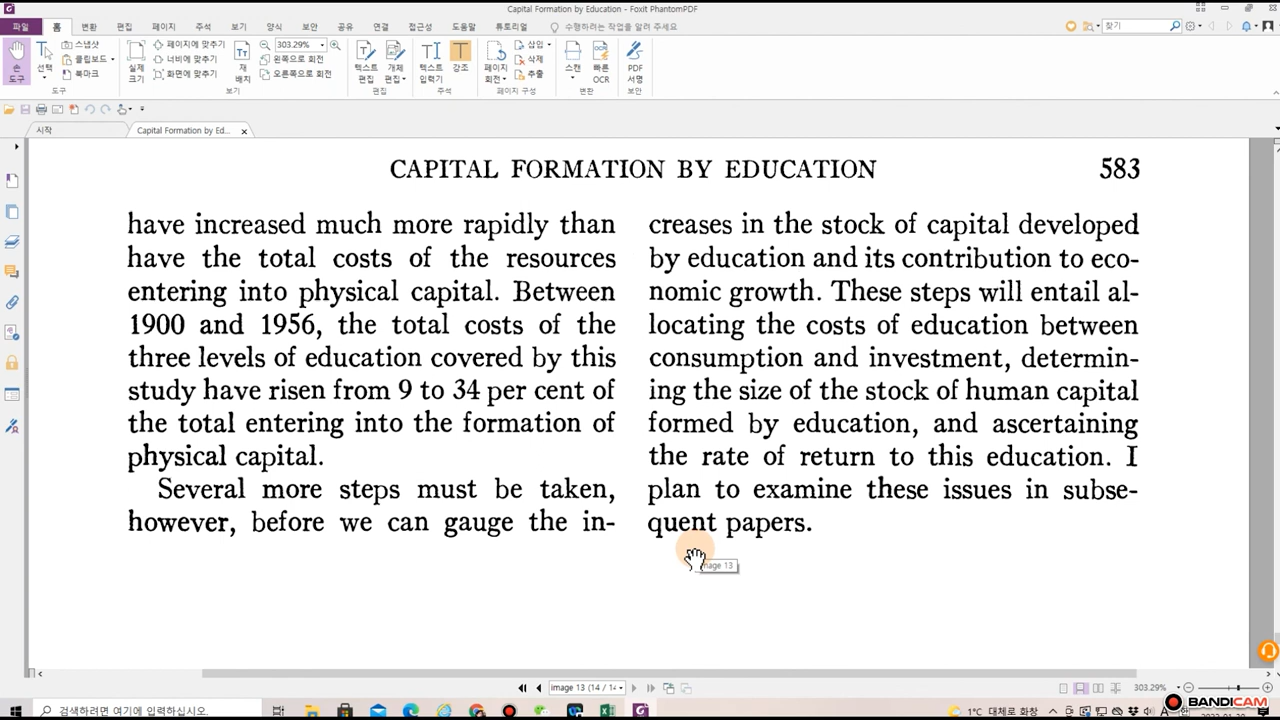 Capital Formation by Education - Foxit PhantomPDF
파일 홈 변환 편집 페이지 주석 보기 양식 보안 공유 연결 접근성 도움말 튜토리얼 수행하려는 작업을 알려 주세요 찾기
손 도구
선택
스냅샷
클립보드
북마크
도구
실제 크기
페이지에 맞추기
너비에 맞추기
화면에 맞추기
재 배치
303.29%
왼쪽으로 회전
오른쪽으로 회전
보기
텍스트 편집
개체 편집
편집
텍스트 입력기
강조
주석
페이지 회전
삽입
삭제
추출
페이지 구성
스캔
빠른 OCR
변환
PDF 서명
보안
시작 Capital Formation by Ed...
CAPITAL FORMATION BY EDUCATION 583
have increased much more rapidly than
have the total costs of the resources
entering into physical capital. Between
1900 and 1956, the total costs of the
three levels of education covered by this
study have risen from 9 to 34 per cent of
the total entering into the formation of
physical capital.
Several more steps must be taken,
however, before we can gauge the in-
creases in the stock of capital developed
by education and its contribution to eco-
nomic growth. These steps will entail al-
locating the costs of education between
consumption and investment, determin-
ing the size of the stock of human capital
formed by education, and ascertaining
the rate of return to this education. I
plan to examine these issues in subse-
quent papers.
image 13 (14 / 14
303.29%
검색하려면 여기에 입력하십시오.
1°C 대체로 화창
BANDICAM